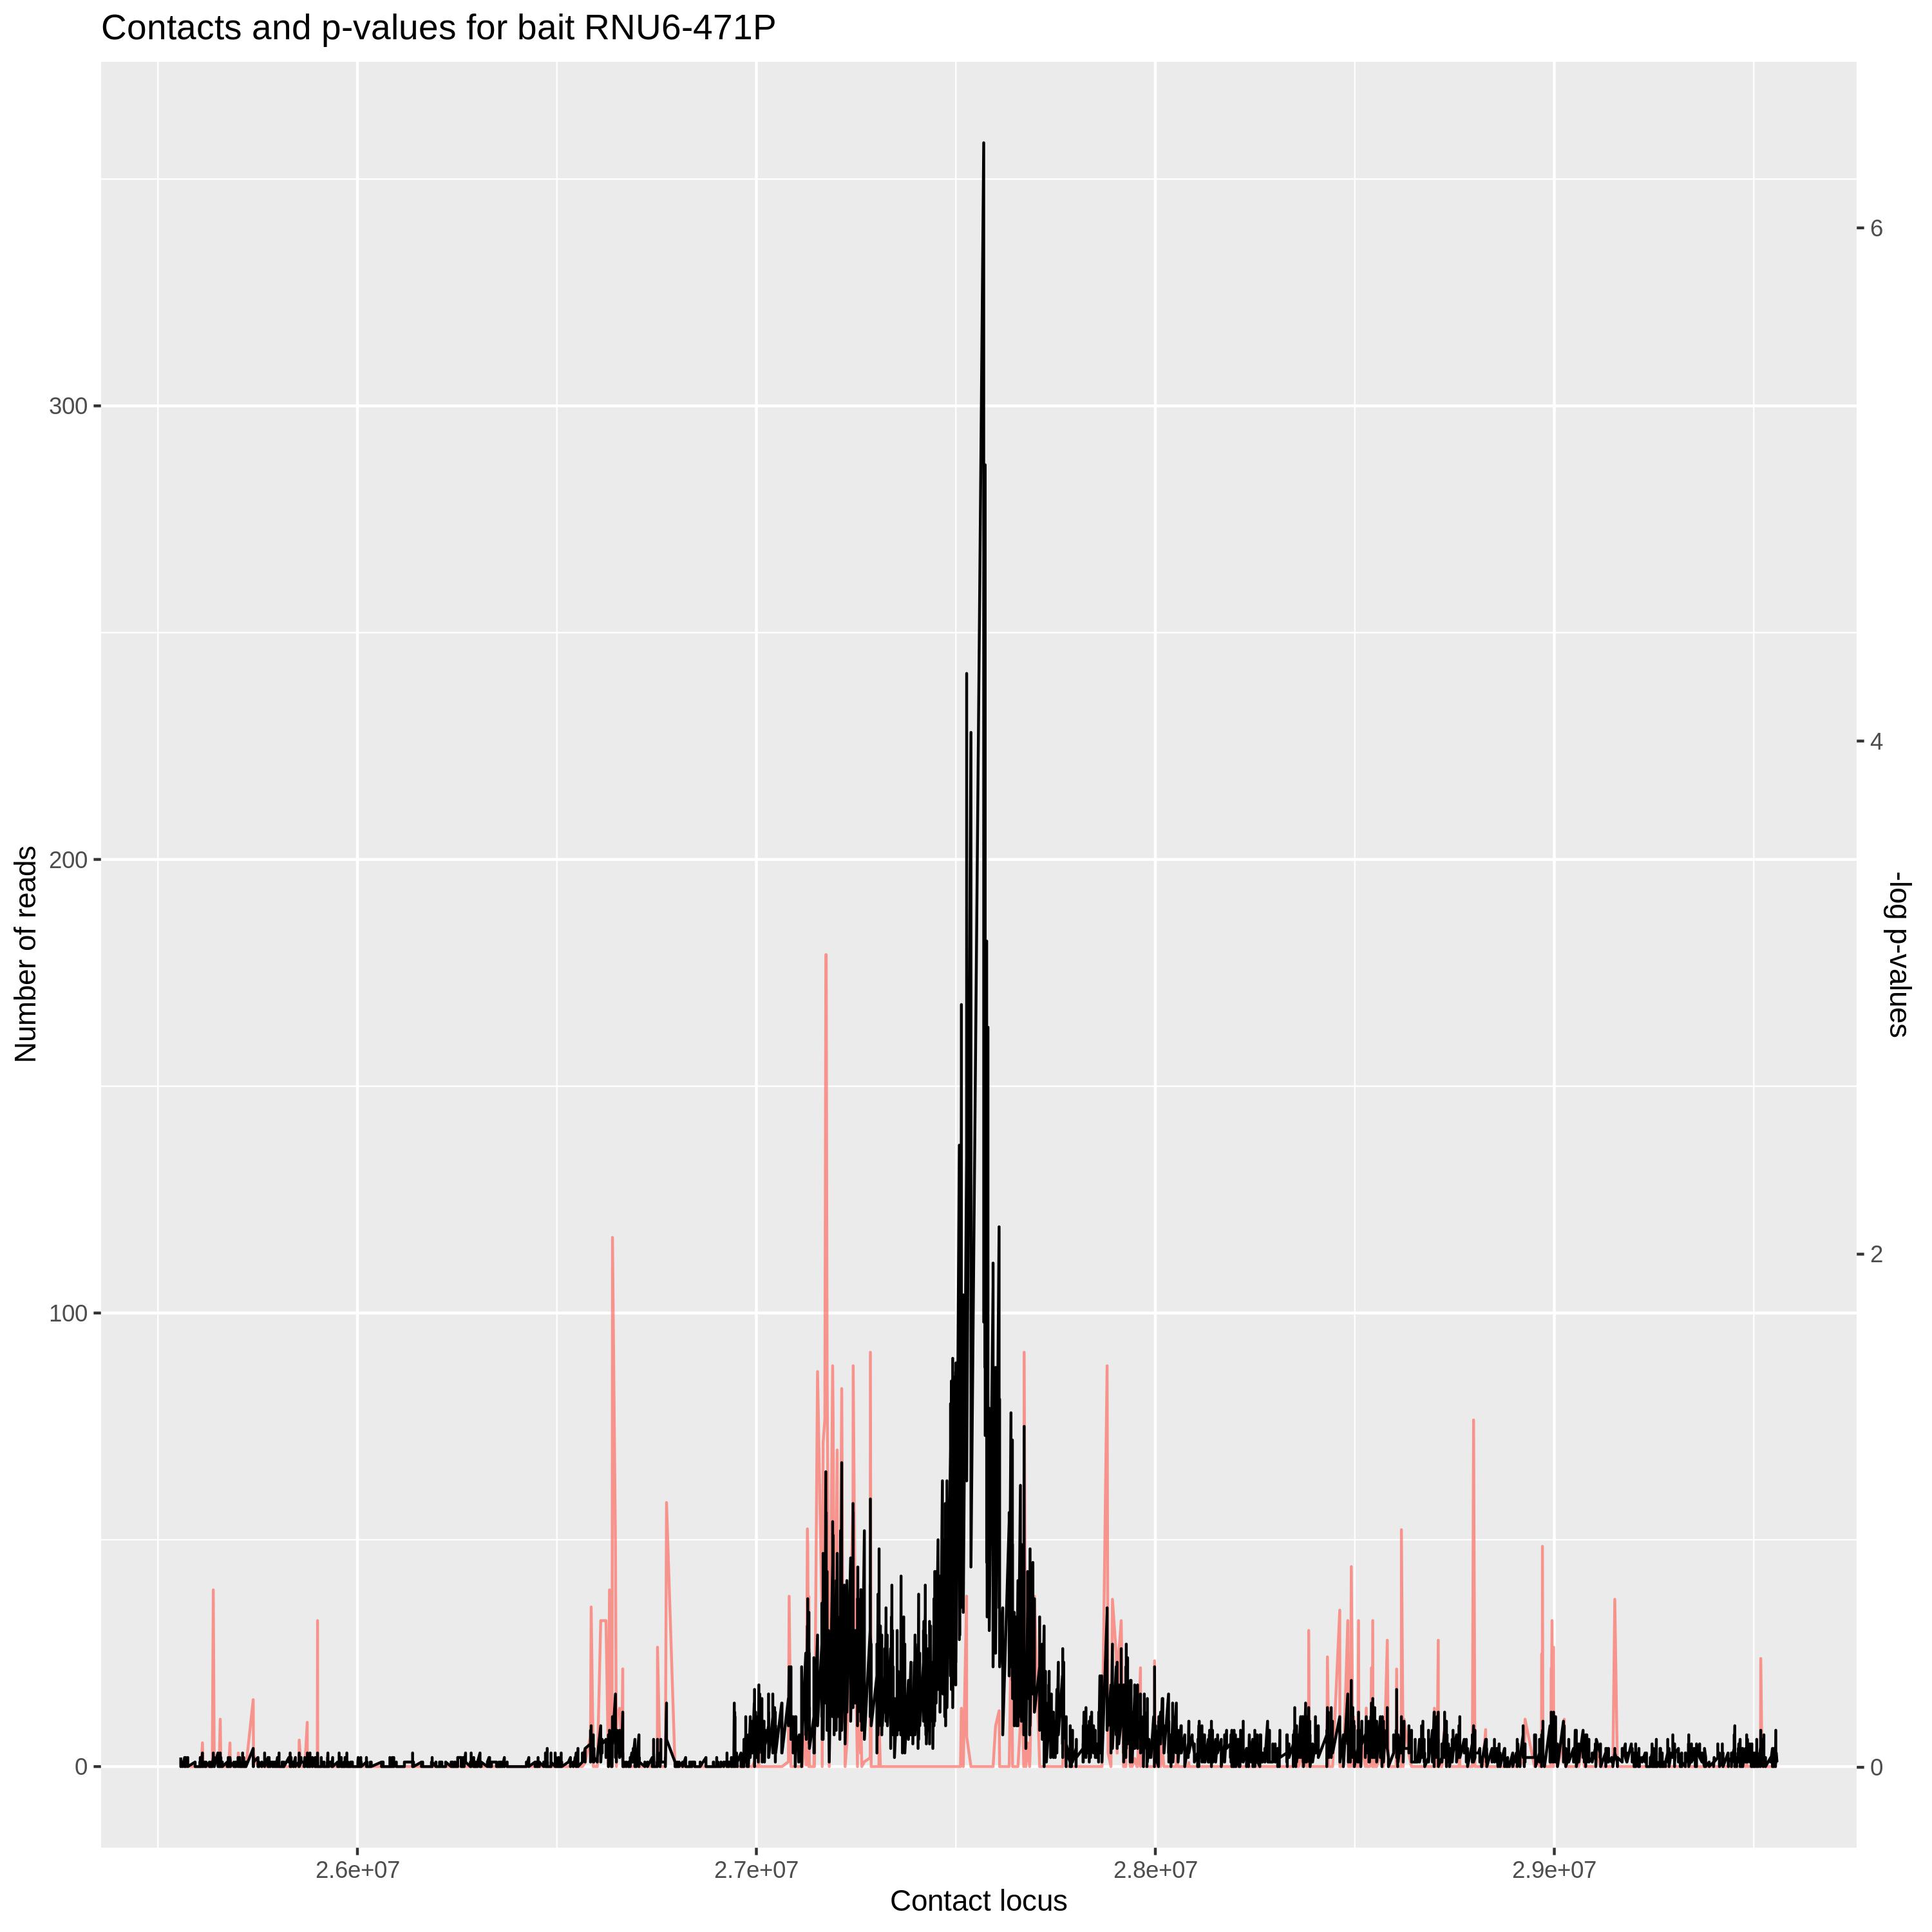 Contacts and p-values for bait RNU6-471P
6
300
4
200
Number of reads
-log p-values
2
100
0
0
2.6e+07
2.7e+07
2.8e+07
2.9e+07
Contact locus